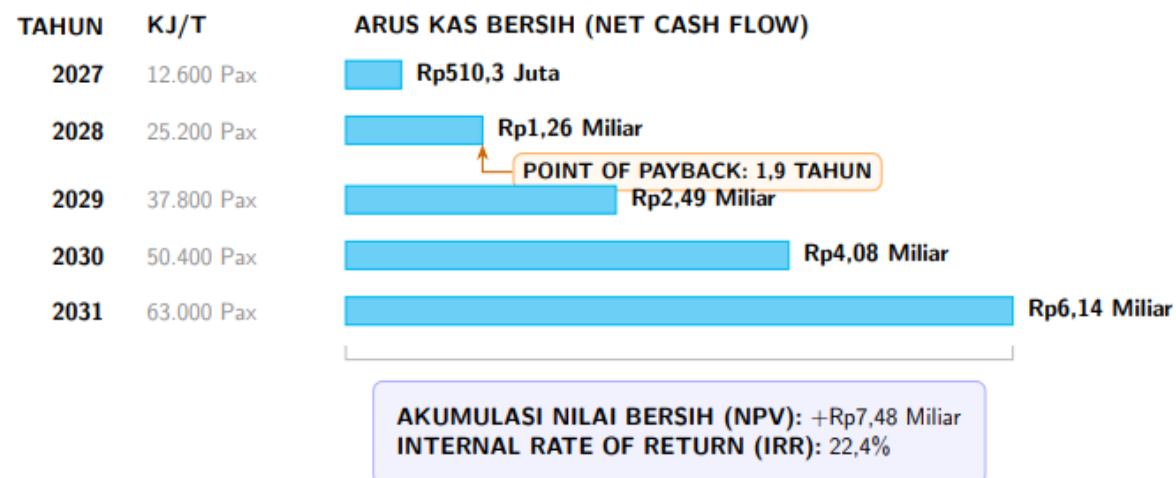 TAHUN KJ/T ARUS KAS BERSIH (NET CASH FLOW)
2027 12.600 Pax Rp510,3 Juta
2028 25.200 Pax Rp1,26 Miliar
POINT OF PAYBACK: 1,9 TAHUN
2029 37.800 Pax Rp2,49 Miliar
2030 50.400 Pax Rp4,08 Miliar
2031 63.000 Pax Rp6,14 Miliar
AKUMULASI NILAI BERSIH (NPV): +Rp7,48 Miliar
INTERNAL RATE OF RETURN (IRR): 22,4%